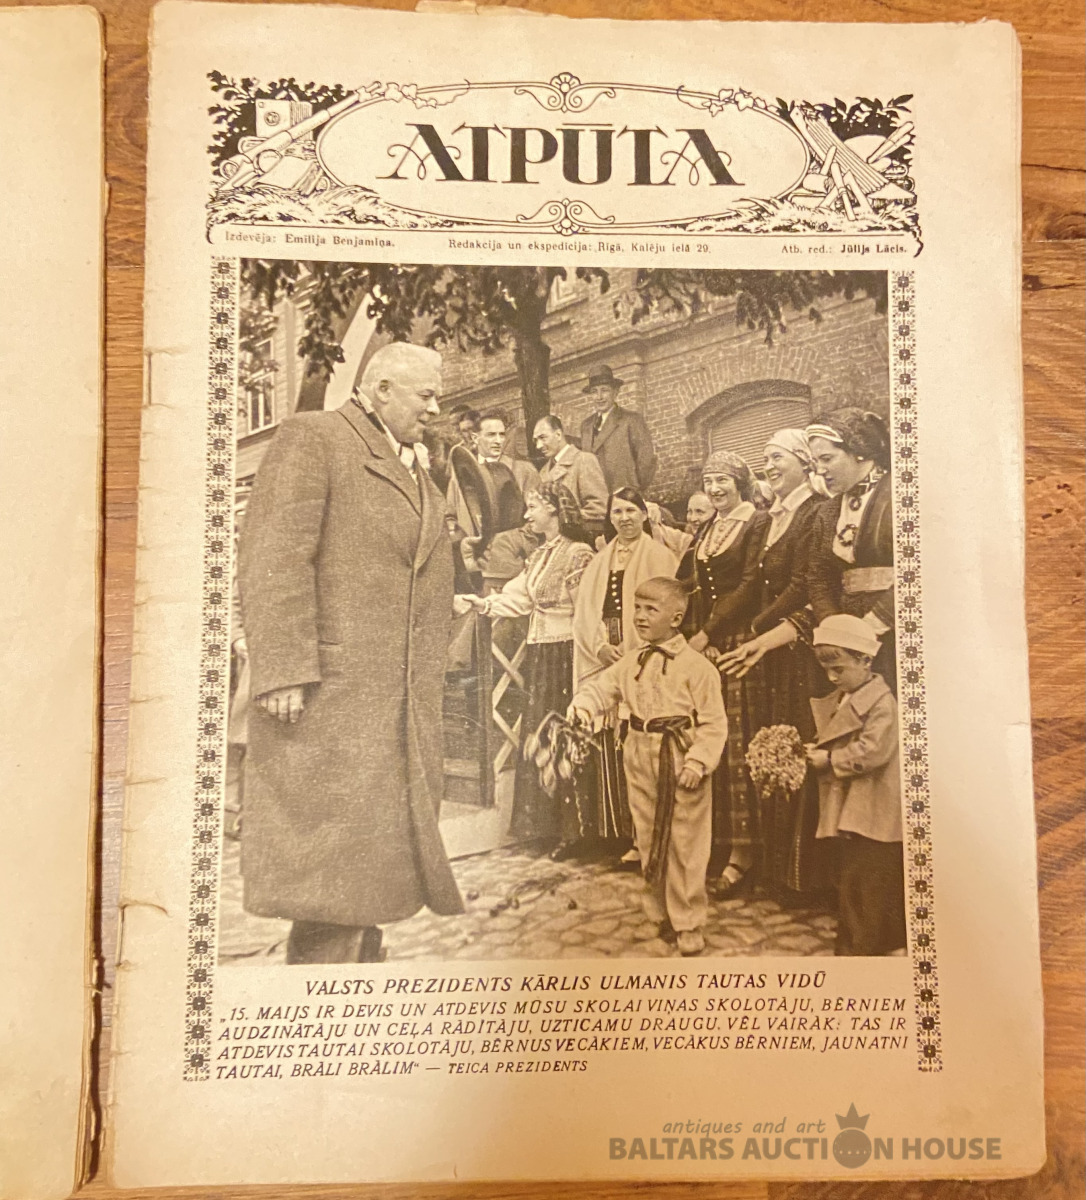 ATPŪTA
Izdevēja: Emilija Benjamiņa. Redakcija un ekspedicija: Rīgā, Kalēju ielā 29. Atb. red.: Jūlijs Lācis.
VALSTS PREZIDENTS KĀRLIS ULMANIS TAUTAS VIDŪ
„15. MAIJS IR DEVIS UN ATDEVIS MŪSU SKOLAI VIŅAS SKOLOTĀJU, BĒRNIEM
AUDZINĀTĀJU UN CEĻA RĀDĪTĀJU, UZTICAMU DRAUGU. VĒL VAIRĀK: TAS IR
ATDEVIS TAUTAI SKOLOTĀJU, BĒRNUS VECĀKIEM, VECĀKUS BĒRNIEM, JAUNATNI
TAUTAI, BRĀLI BRĀLIM“ — TEICA PREZIDENTS
antiques and art
BALTARS AUCTION HOUSE